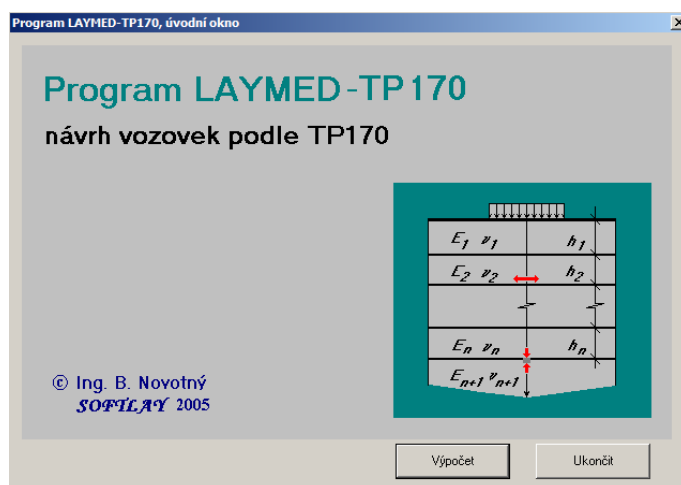 Program LAYMED-TP170, úvodní okno
Program LAYMED-TP170
návrh vozovek podle TP170
E1 ν1 h1
E2 ν2 h2
En νn hn
En+1 νn+1
© Ing. B. Novotný
SOFTLAY 2005
Výpočet Ukončit